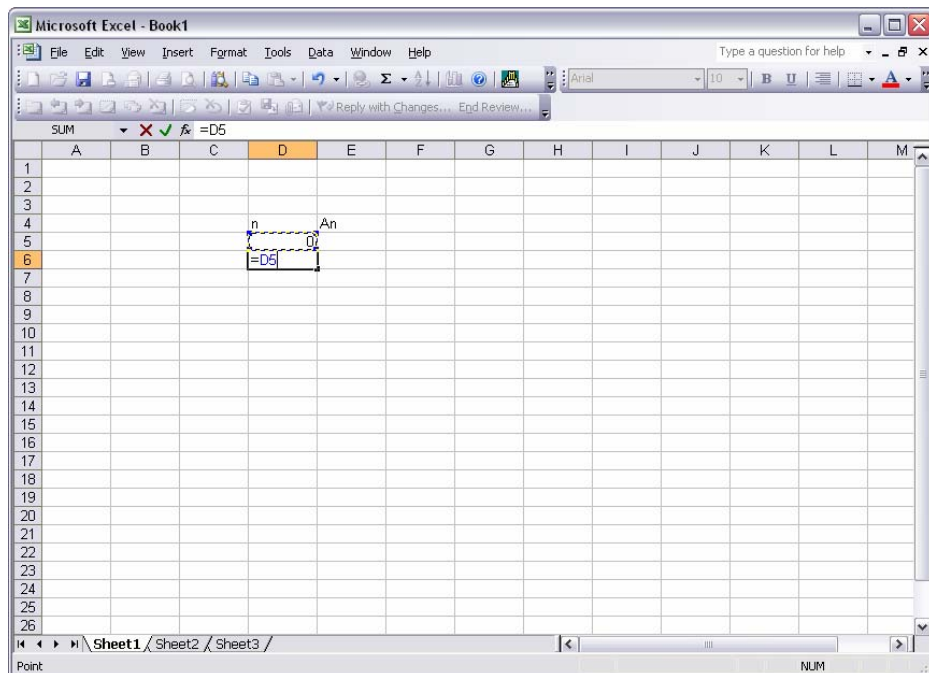 Microsoft Excel - Book1
File Edit View Insert Format Tools Data Window Help Type a question for help
Σ Arial 10 B U A
Reply with Changes... End Review...
SUM fx =D5
A B C D E F G H I J K L M
1
2
3
4 n An
5 0
6 =D5
7
8
9
10
11
12
13
14
15
16
17
18
19
20
21
22
23
24
25
26
Sheet1 / Sheet2 / Sheet3 /
Point NUM